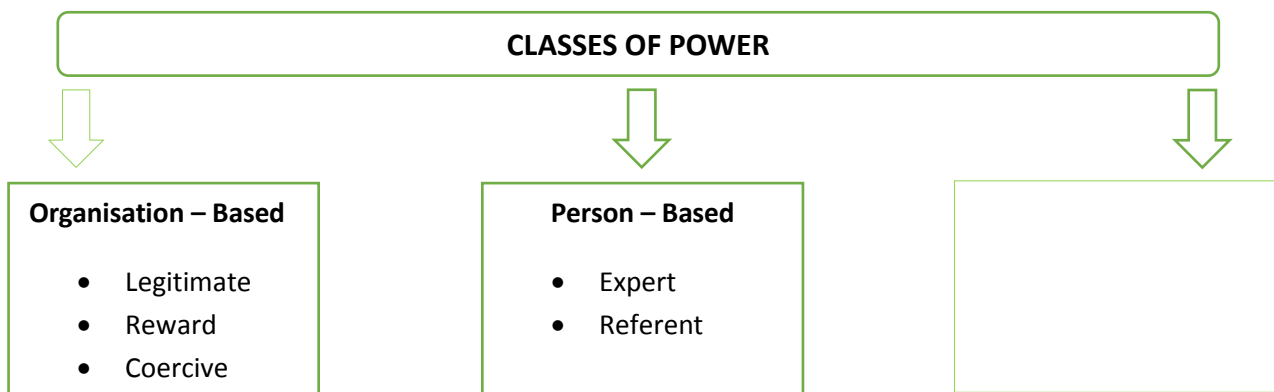 CLASSES OF POWER
Organisation – Based
• Legitimate
• Reward
• Coercive
Person – Based
• Expert
• Referent